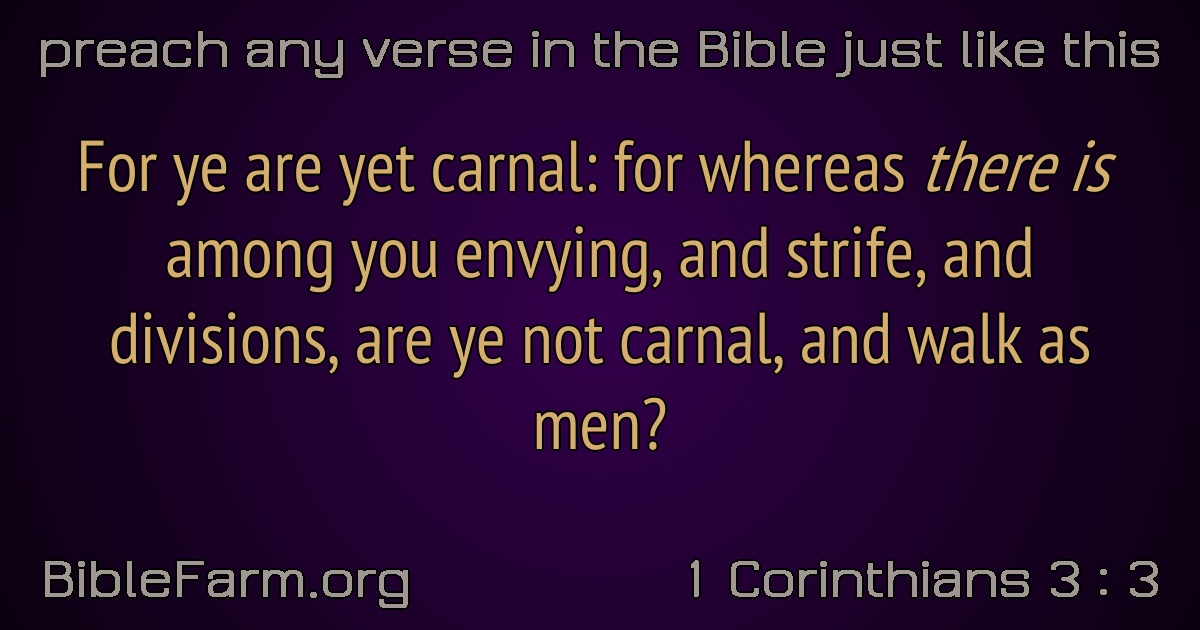 preach any verse in the Bible just like this
For ye are yet carnal: for whereas there is
among you envying, and strife, and
divisions, are ye not carnal, and walk as
men?
BibleFarm.org
1 Corinthians 3 : 3